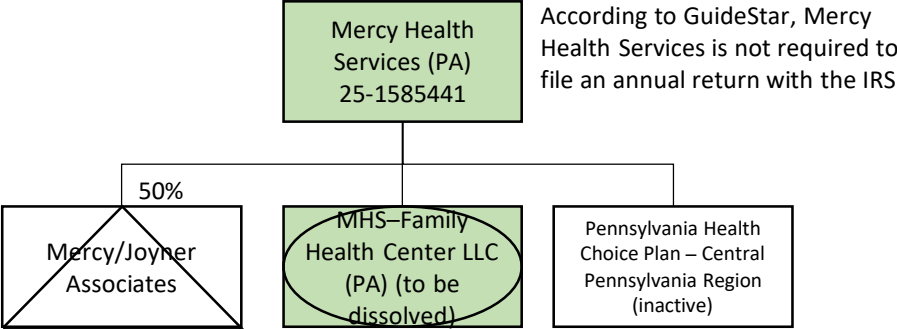 Mercy Health
Services (PA)
25-1585441
According to GuideStar, Mercy
Health Services is not required to
file an annual return with the IRS
50%
Mercy/Joyner
Associates
MHS–Family
Health Center LLC
(PA) (to be
dissolved)
Pennsylvania Health
Choice Plan – Central
Pennsylvania Region
(inactive)